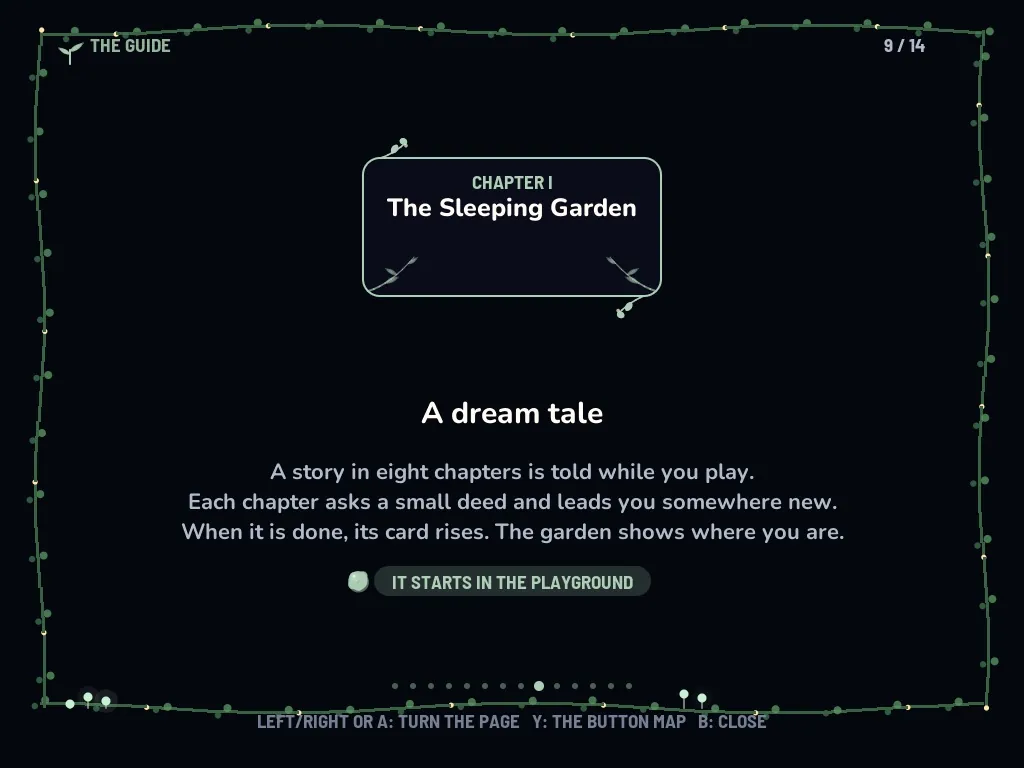 THE GUIDE
9 / 14
CHAPTER I
The Sleeping Garden
A dream tale
A story in eight chapters is told while you play.
Each chapter asks a small deed and leads you somewhere new.
When it is done, its card rises. The garden shows where you are.
IT STARTS IN THE PLAYGROUND
LEFT/RIGHT OR A: TURN THE PAGE   Y: THE BUTTON MAP   B: CLOSE